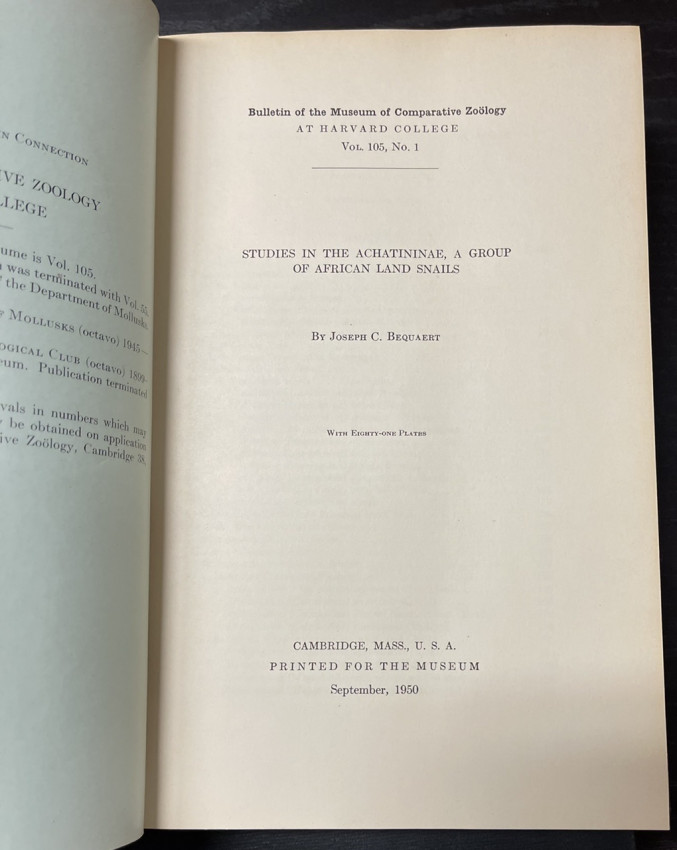 N CONNECTION
IVE ZOOLOGY
LLEGE
ume is Vol. 105.
was terminated with Vol. 55.
the Department of Mollusks,
MOLLUSKS (octavo) 1945–
OGICAL CLUB (octavo) 1899-
eum. Publication terminated
vals in numbers which may
be obtained on application
ive Zoölogy, Cambridge 38,
Bulletin of the Museum of Comparative Zoölogy
AT HARVARD COLLEGE
VOL. 105, NO. 1
STUDIES IN THE ACHATININAE, A GROUP
OF AFRICAN LAND SNAILS
BY JOSEPH C. BEQUAERT
WITH EIGHTY-ONE PLATES
CAMBRIDGE, MASS., U. S. A.
PRINTED FOR THE MUSEUM
September, 1950